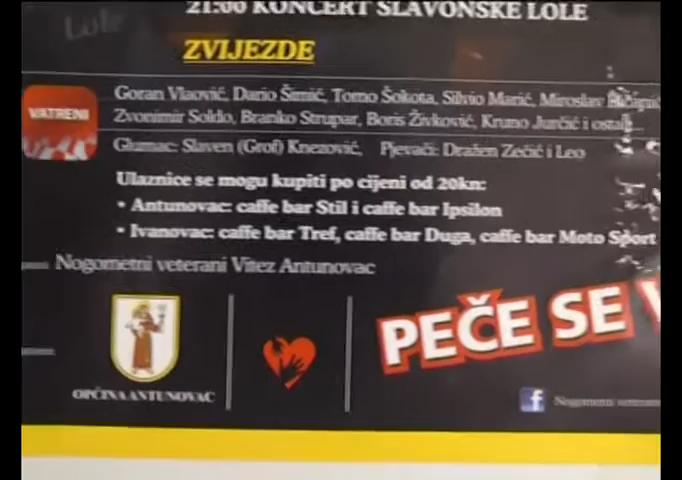 21:00 KONCERT SLAVONSKE LOLE
Lole
ZVIJEZDE
VATRENI
Goran Vlaović, Dario Šimić, Tomo Šokota, Silvio Marić, Miroslav
Zvonimir Soldo, Branko Strupar, Boris Živković, Kruno Jurčić i ostali...
Glumac: Slaven (Grof) Knezović, Pjevači: Dražen Zečić i Leo
Ulaznice se mogu kupiti po cijeni od 20kn:
• Antunovac: caffe bar Stil i caffe bar Ipsilon
• Ivanovac: caffe bar Tref, caffe bar Duga, caffe bar Moto Sport
Nogometni veterani Vitez Antunovac
PEČE SE
OPĆINA ANTUNOVAC
f Nogometni veterani